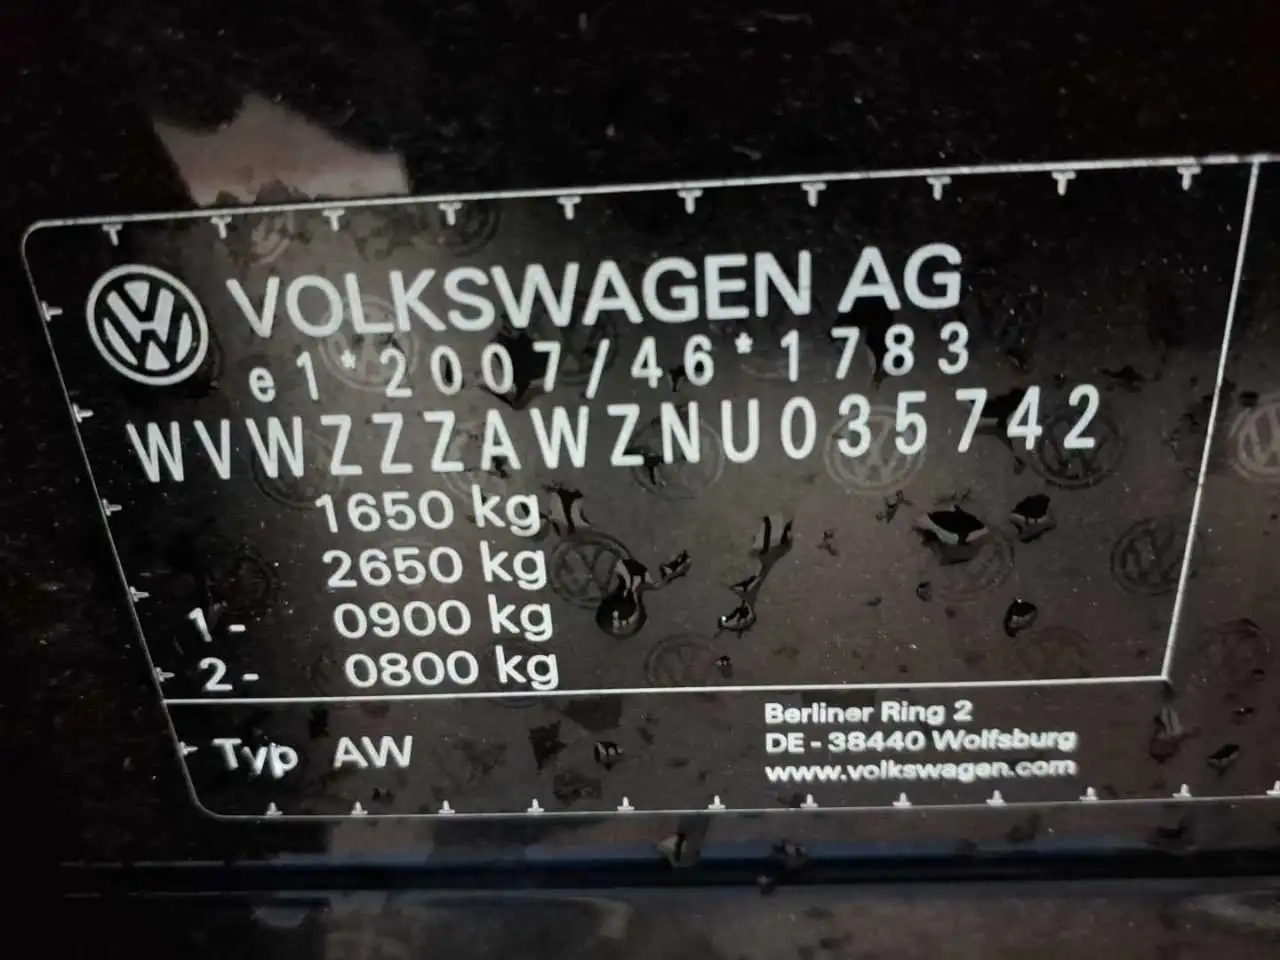 VOLKSWAGEN AG
e1*2007/46*1783
WVWZZZAWZNU035742
1650 kg
2650 kg
1- 0900 kg
2- 0800 kg
Typ AW
Berliner Ring 2
DE - 38440 Wolfsburg
www.volkswagen.com